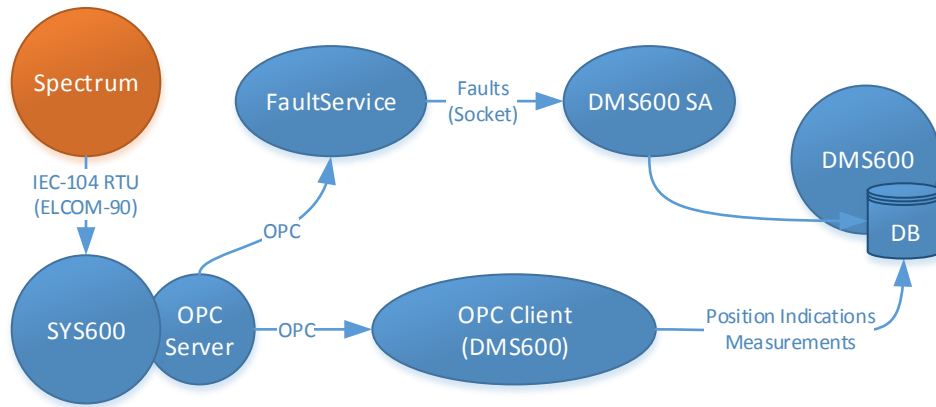 Spectrum
IEC-104 RTU
(ELCOM-90)
SYS600
OPC
Server
OPC
FaultService
Faults
(Socket)
DMS600 SA
DMS600
DB
OPC
OPC Client
(DMS600)
Position Indications
Measurements